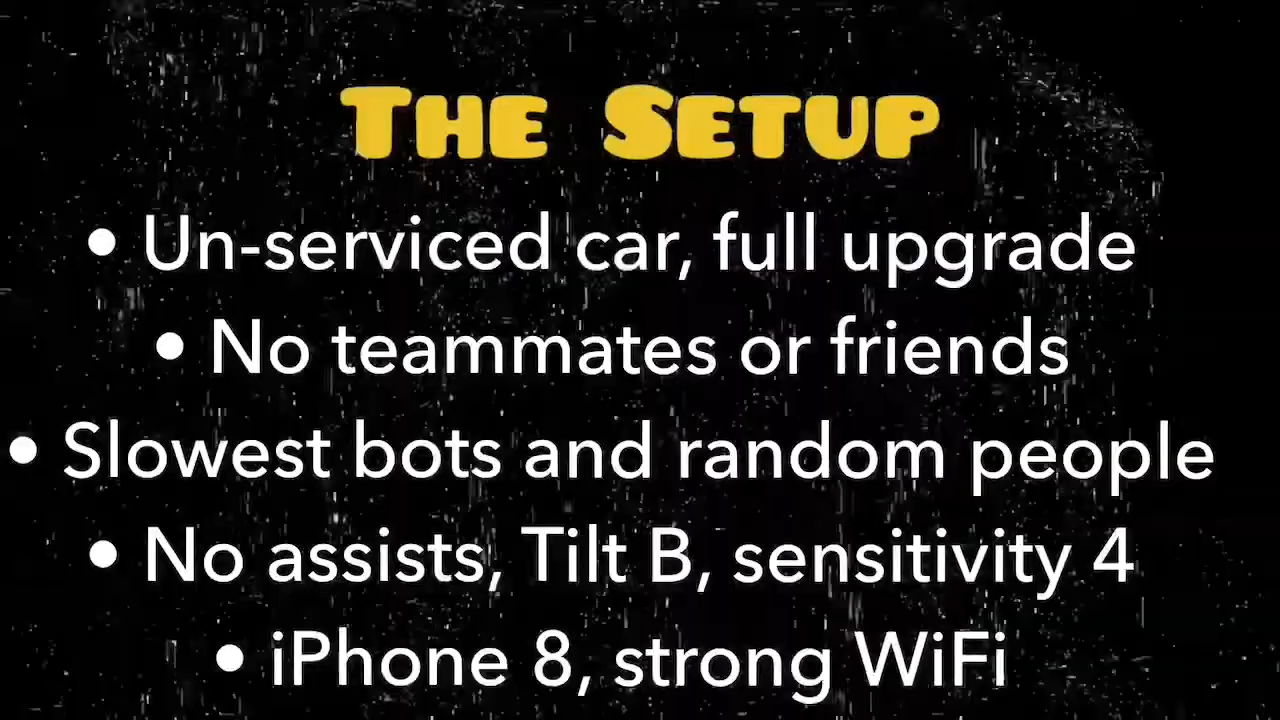 The Setup
• Un-serviced car, full upgrade
• No teammates or friends
• Slowest bots and random people
• No assists, Tilt B, sensitivity 4
• iPhone 8, strong WiFi